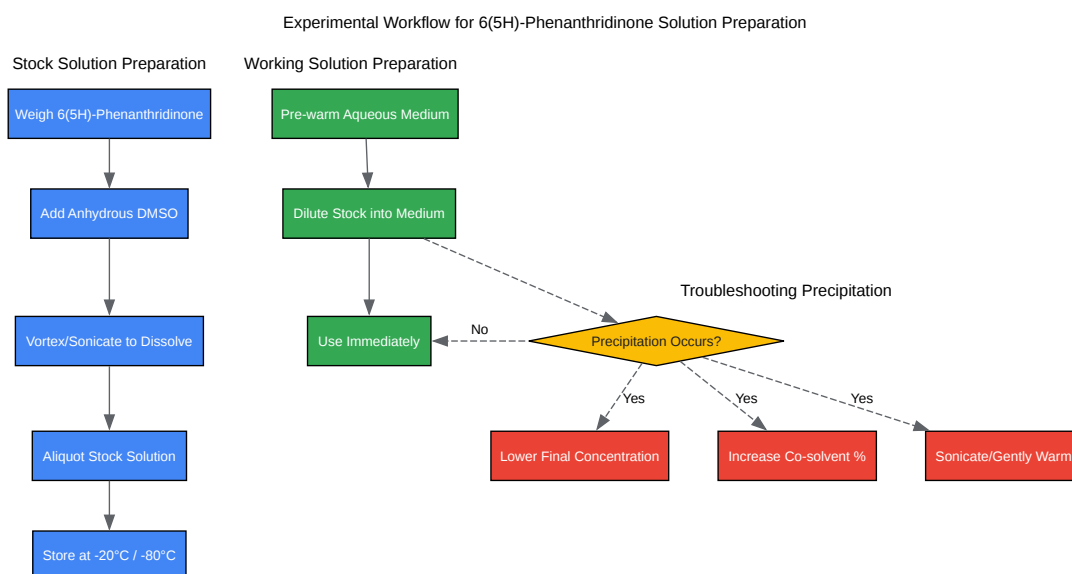 Experimental Workflow for 6(5H)-Phenanthridinone Solution Preparation
Stock Solution Preparation
Weigh 6(5H)-Phenanthridinone
Add Anhydrous DMSO
Vortex/Sonicate to Dissolve
Aliquot Stock Solution
Store at -20°C / -80°C
Working Solution Preparation
Pre-warm Aqueous Medium
Dilute Stock into Medium
Use Immediately
Troubleshooting Precipitation
Precipitation Occurs?
No
Yes
Yes
Yes
Lower Final Concentration
Increase Co-solvent %
Sonicate/Gently Warm